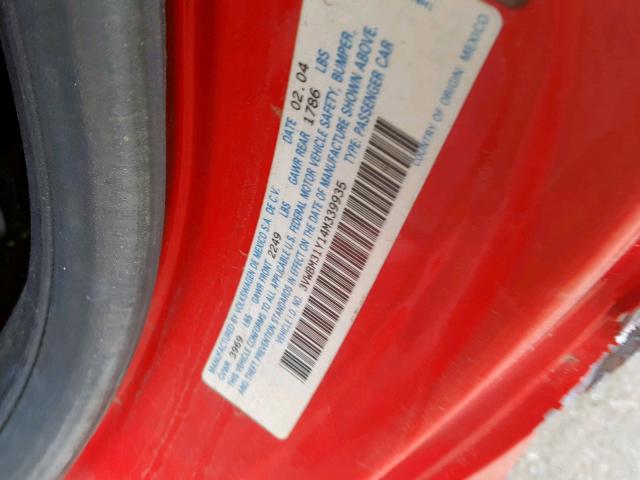 MANUFACTURED BY VOLKSWAGEN DE MEXICO S.A. DE C.V. DATE 02.04
GVWR 3969 LBS GAWR FRONT 2249 LBS GAWR REAR 1786 LBS
THIS VEHICLE CONFORMS TO ALL APPLICABLE U.S. FEDERAL MOTOR VEHICLE SAFETY, BUMPER,
AND THEFT PREVENTION STANDARDS IN EFFECT ON THE DATE OF MANUFACTURE SHOWN ABOVE.
VEHICLE I.D. NO. 3VWBM31Y14M339935 TYPE: PASSENGER CAR
COUNTRY OF ORIGIN: MEXICO